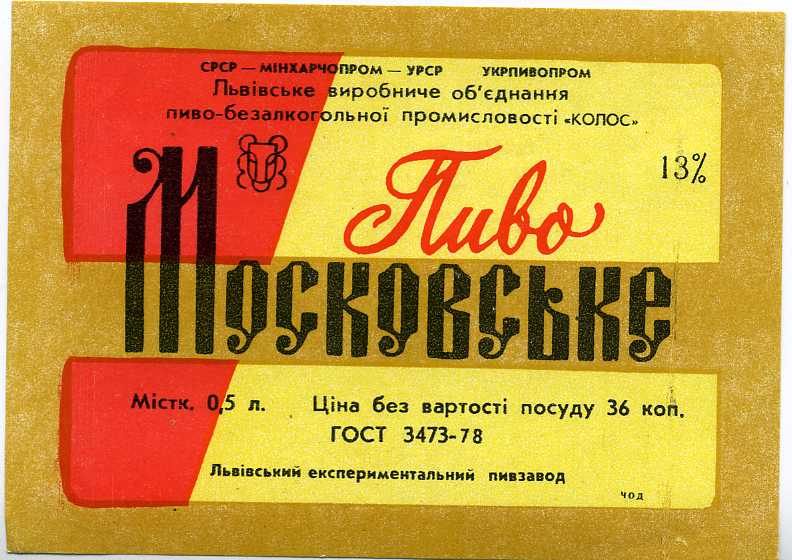 СРСР — МІНХАРЧОПРОМ — УРСР УКРПИВОПРОМ
Львівське виробниче об'єднання
пиво-безалкогольної промисловості «КОЛОС»
13%
Пиво
Московське
Містк. 0,5 л. Ціна без вартості посуду 36 коп.
ГОСТ 3473-78
Львівський експериментальний пивзавод
ЧОД